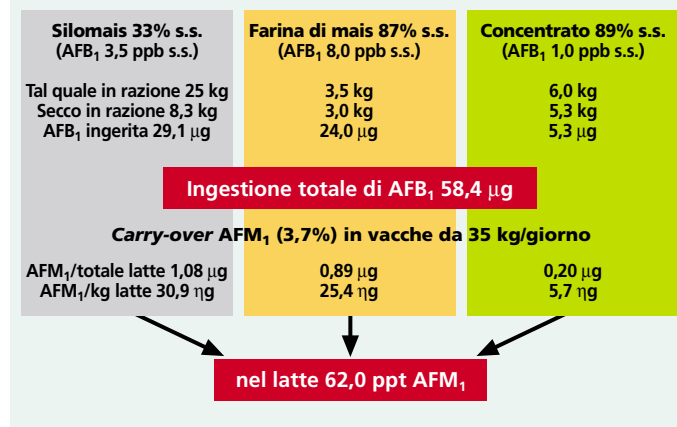 Silomais 33% s.s.
(AFB₁ 3,5 ppb s.s.)
Farina di mais 87% s.s.
(AFB₁ 8,0 ppb s.s.)
Concentrato 89% s.s.
(AFB₁ 1,0 ppb s.s.)
Tal quale in razione 25 kg
Secco in razione 8,3 kg
AFB₁ ingerita 29,1 μg
3,5 kg
3,0 kg
24,0 μg
6,0 kg
5,3 kg
5,3 μg
Ingestione totale di AFB₁ 58,4 μg
Carry-over AFM₁ (3,7%) in vacche da 35 kg/giorno
AFM₁/totale latte 1,08 μg
AFM₁/kg latte 30,9 ηg
0,89 μg
25,4 ηg
0,20 μg
5,7 ηg
nel latte 62,0 ppt AFM₁